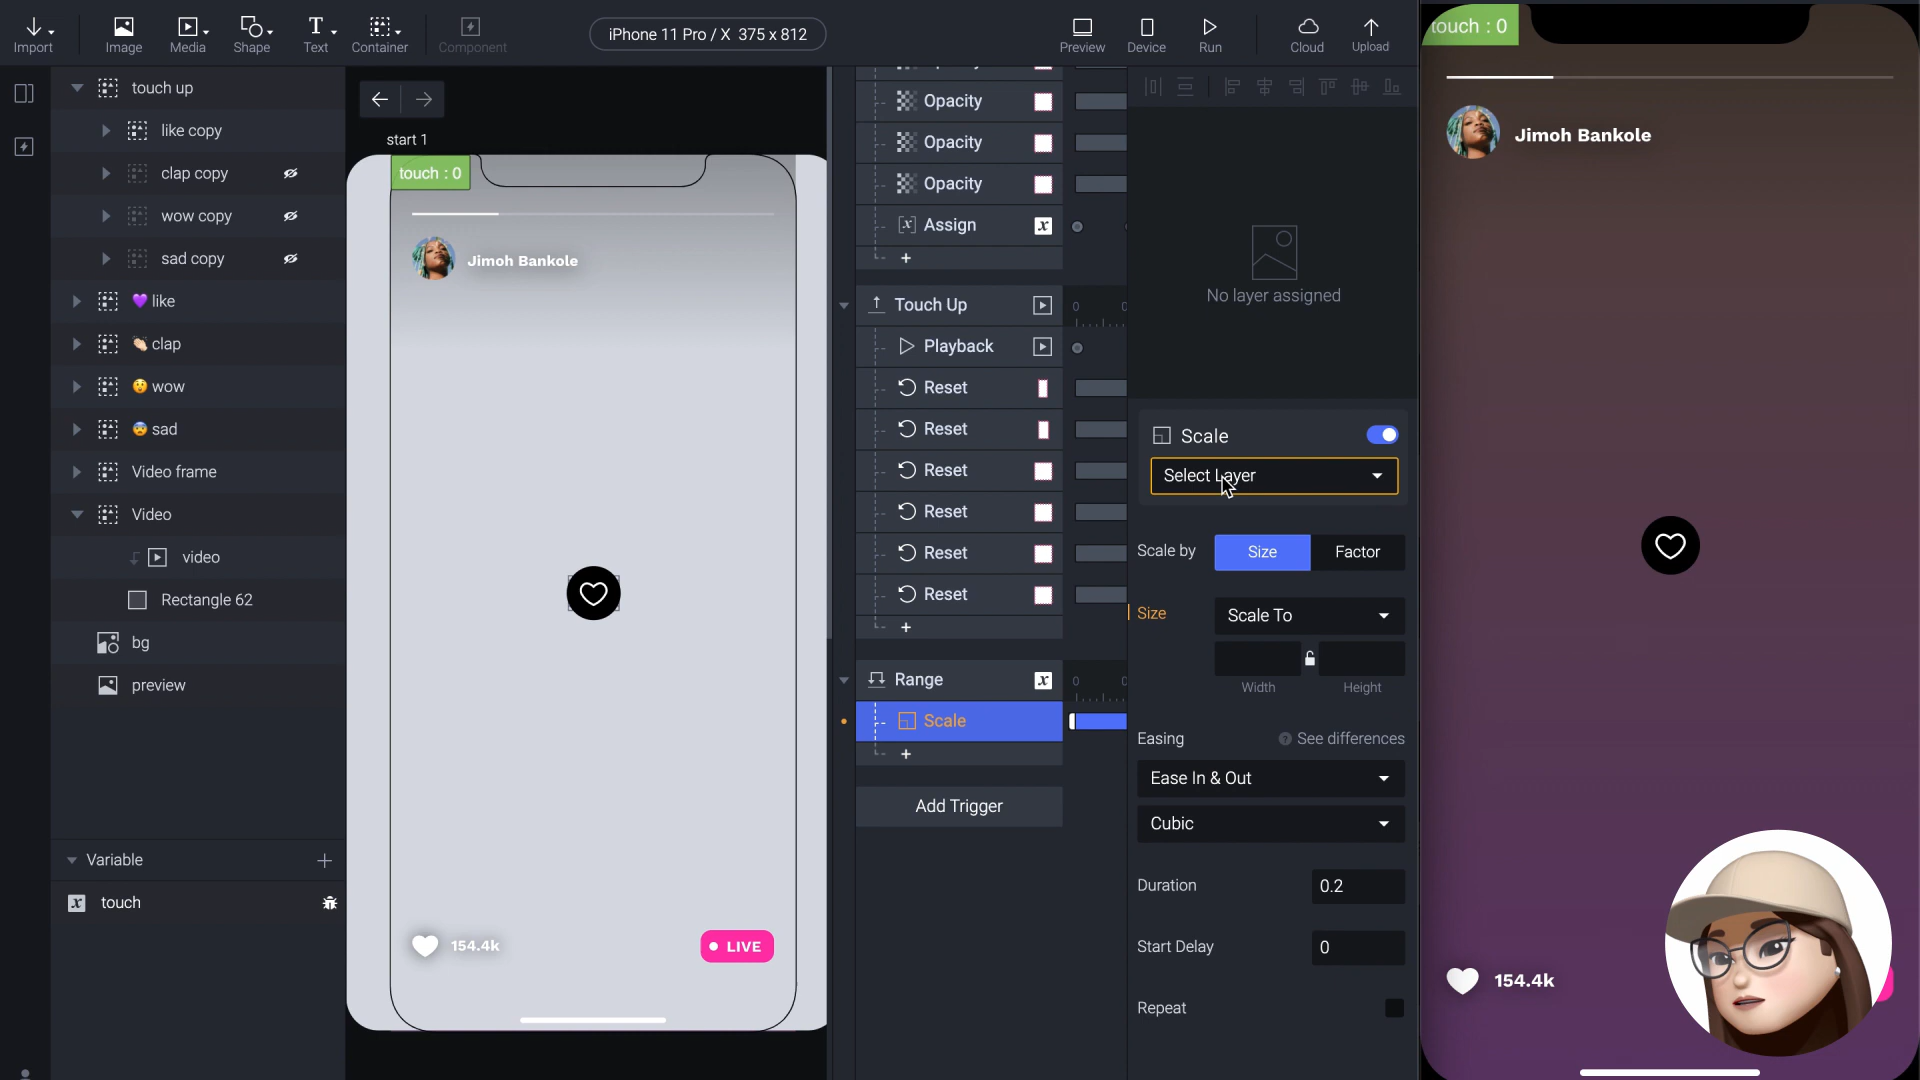 Import
Image
Media
Shape
Text
Container
Component
iPhone 11 Pro / X 375 x 812
Preview
Device
Run
Cloud
Upload
touch up
like copy
clap copy
wow copy
sad copy
💜 like
👏🏻 clap
😲 wow
😨 sad
Video frame
Video
video
Rectangle 62
bg
preview
Variable
touch
start 1
touch : 0
Jimoh Bankole
154.4k
LIVE
Opacity
Opacity
Opacity
Assign
Touch Up
0
Playback
Reset
Reset
Reset
Reset
Reset
Reset
Range
0
Scale
Add Trigger
No layer assigned
Scale
Select Layer
Scale by
Size
Factor
Size
Scale To
Width
Height
Easing
See differences
Ease In & Out
Cubic
Duration
0.2
Start Delay
0
Repeat
touch : 0
Jimoh Bankole
154.4k